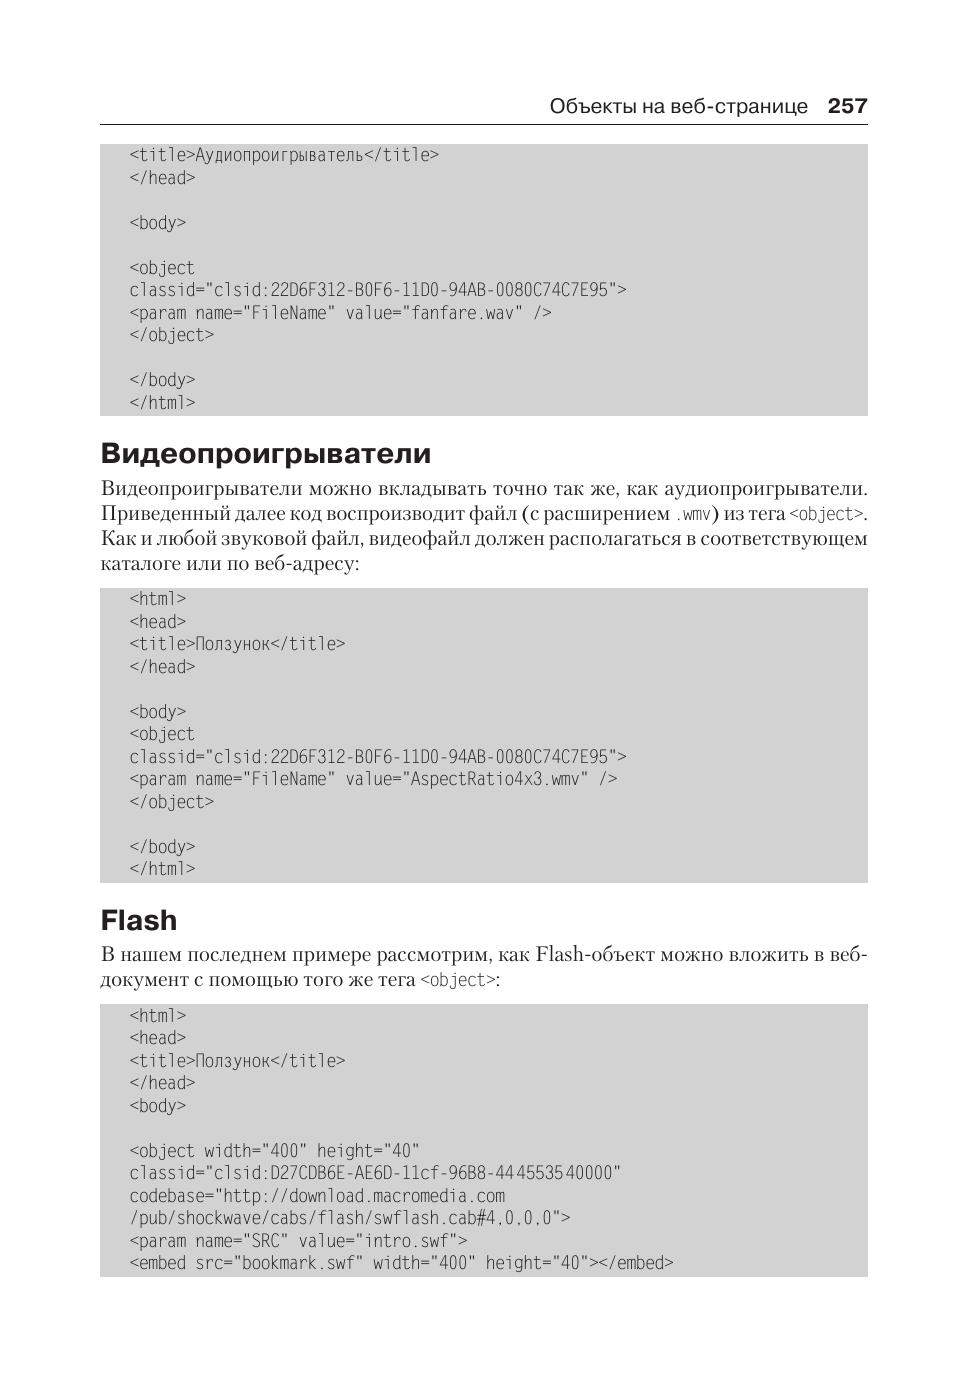 Объекты на веб-странице 257
<title>Аудиопроигрыватель</title>
</head>
<body>
<object
classid="clsid:22D6F312-B0F6-11D0-94AB-0080C74C7E95">
<param name="FileName" value="fanfare.wav" />
</object>
</body>
</html>
Видеопроигрыватели
Видеопроигрыватели можно вкладывать точно так же, как аудиопроигрыватели.
Приведенный далее код воспроизводит файл (с расширением .wmv) из тега <object>.
Как и любой звуковой файл, видеофайл должен располагаться в соответствующем
каталоге или по веб-адресу:
<html>
<head>
<title>Ползунок</title>
</head>
<body>
<object
classid="clsid:22D6F312-B0F6-11D0-94AB-0080C74C7E95">
<param name="FileName" value="AspectRatio4x3.wmv" />
</object>
</body>
</html>
Flash
В нашем последнем примере рассмотрим, как Flash-объект можно вложить в веб-
документ с помощью того же тега <object>:
<html>
<head>
<title>Ползунок</title>
</head>
<body>
<object width="400" height="40"
classid="clsid:D27CDB6E-AE6D-11cf-96B8-444553540000"
codebase="http://download.macromedia.com
/pub/shockwave/cabs/flash/swflash.cab#4,0,0,0">
<param name="SRC" value="intro.swf">
<embed src="bookmark.swf" width="400" height="40"></embed>